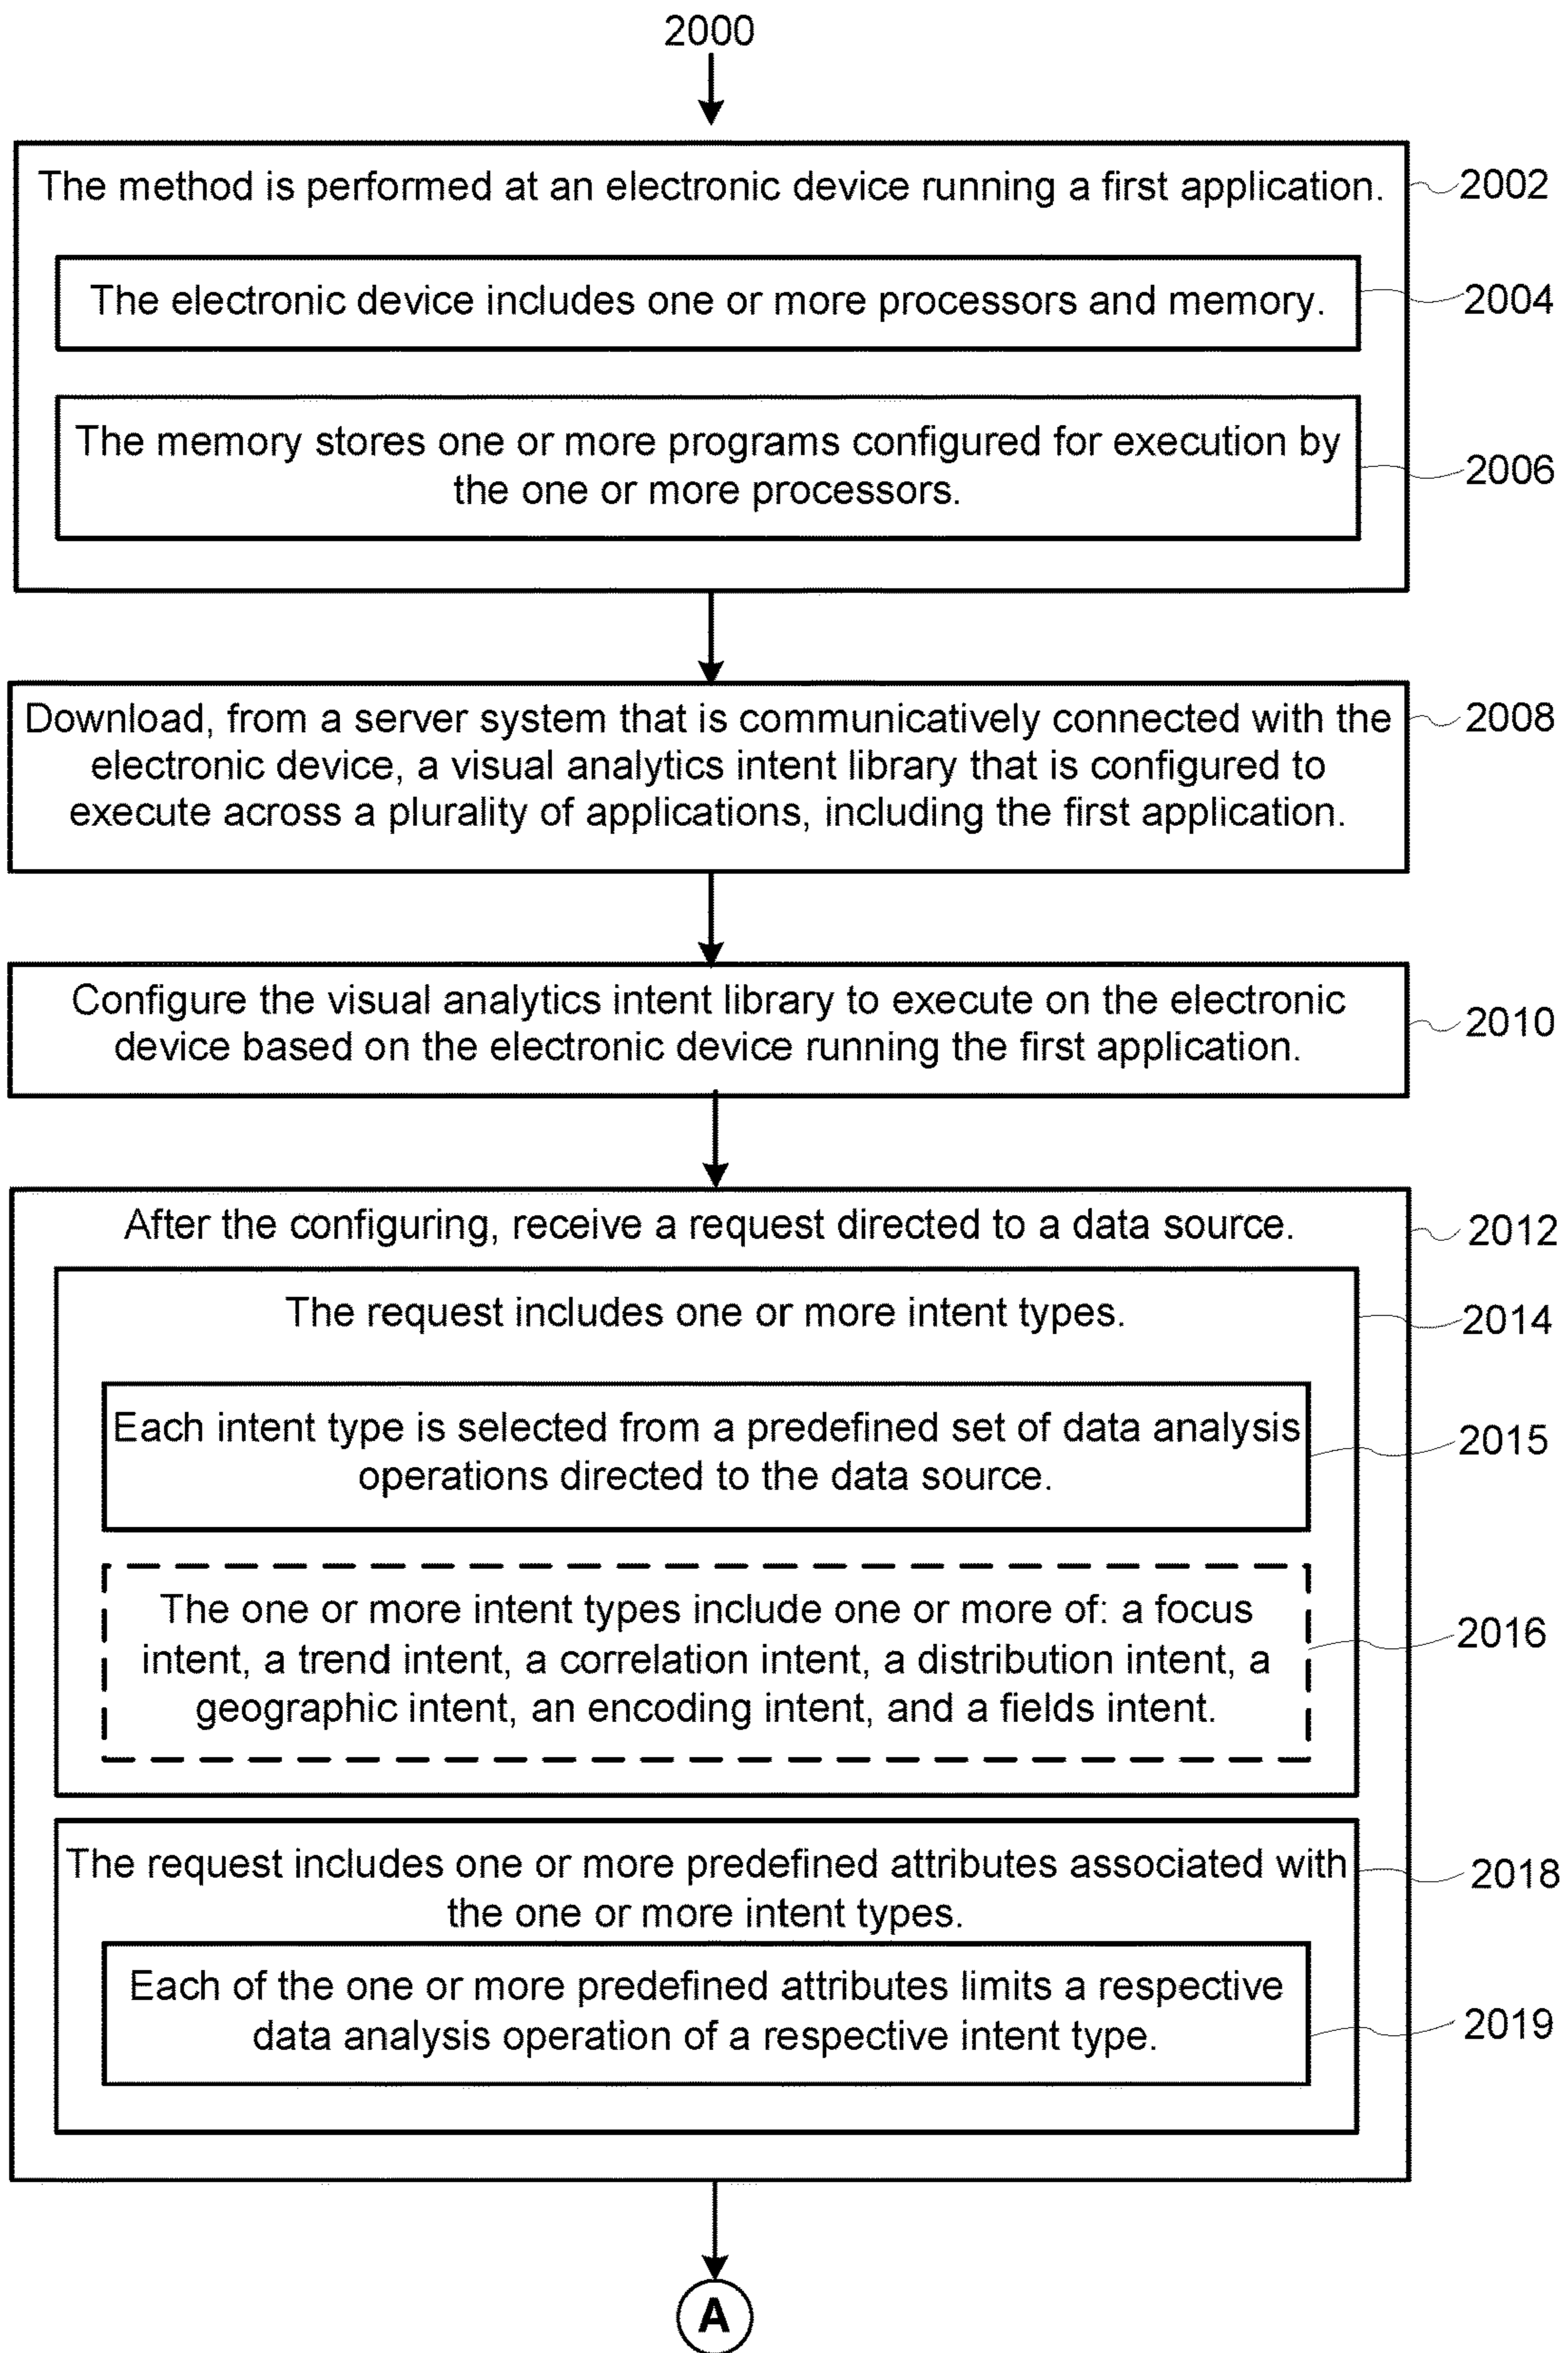 2000
The method is performed at an electronic device running a first application.
2002
The electronic device includes one or more processors and memory.
2004
The memory stores one or more programs configured for execution by
the one or more processors.
2006
Download, from a server system that is communicatively connected with the
electronic device, a visual analytics intent library that is configured to
execute across a plurality of applications, including the first application.
2008
Configure the visual analytics intent library to execute on the electronic
device based on the electronic device running the first application.
2010
After the configuring, receive a request directed to a data source.
2012
The request includes one or more intent types.
2014
Each intent type is selected from a predefined set of data analysis
operations directed to the data source.
2015
The one or more intent types include one or more of: a focus
intent, a trend intent, a correlation intent, a distribution intent, a
geographic intent, an encoding intent, and a fields intent.
2016
The request includes one or more predefined attributes associated with
the one or more intent types.
2018
Each of the one or more predefined attributes limits a respective
data analysis operation of a respective intent type.
2019
A